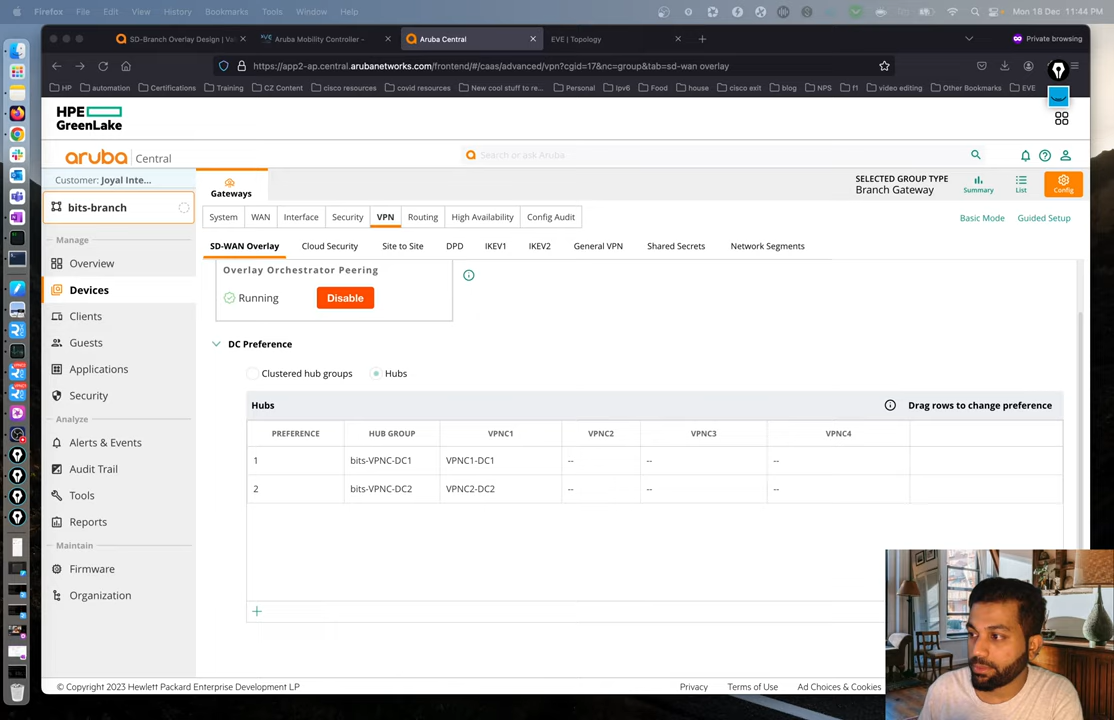 Firefox File Edit View History Bookmarks Tools Window Help Mon 18 Dec 11:44 PM
SD-Branch Overlay Design | Va Aruba Mobility Controller - Aruba Central EVE | Topology Private browsing
https://app2-ap.central.arubanetworks.com/frontend/#/caas/advanced/vpn?cgid=17&nc=group&tab=sd-wan overlay
HP automation Certifications Training CZ Content cisco resources covid resources New cool stuff to re... Personal Ipv6 Food house cisco exit blog NPS f1 video editing Other Bookmarks EVE
HPE
GreenLake
aruba Central Search or ask Aruba
Customer: Joyal Inte...
bits-branch
Gateways
SELECTED GROUP TYPE
Branch Gateway
Summary List Config
System WAN Interface Security VPN Routing High Availability Config Audit Basic Mode Guided Setup
SD-WAN Overlay Cloud Security Site to Site DPD IKEV1 IKEV2 General VPN Shared Secrets Network Segments
Manage
Overview
Devices
Clients
Guests
Applications
Security
Analyze
Alerts & Events
Audit Trail
Tools
Reports
Maintain
Firmware
Organization
Overlay Orchestrator Peering
Running Disable
DC Preference
Clustered hub groups Hubs
Hubs Drag rows to change preference
PREFERENCE HUB GROUP VPNC1 VPNC2 VPNC3 VPNC4
1 bits-VPNC-DC1 VPNC1-DC1 -- -- --
2 bits-VPNC-DC2 VPNC2-DC2 -- -- --
+
© Copyright 2023 Hewlett Packard Enterprise Development LP Privacy Terms of Use Ad Choices & Cookies